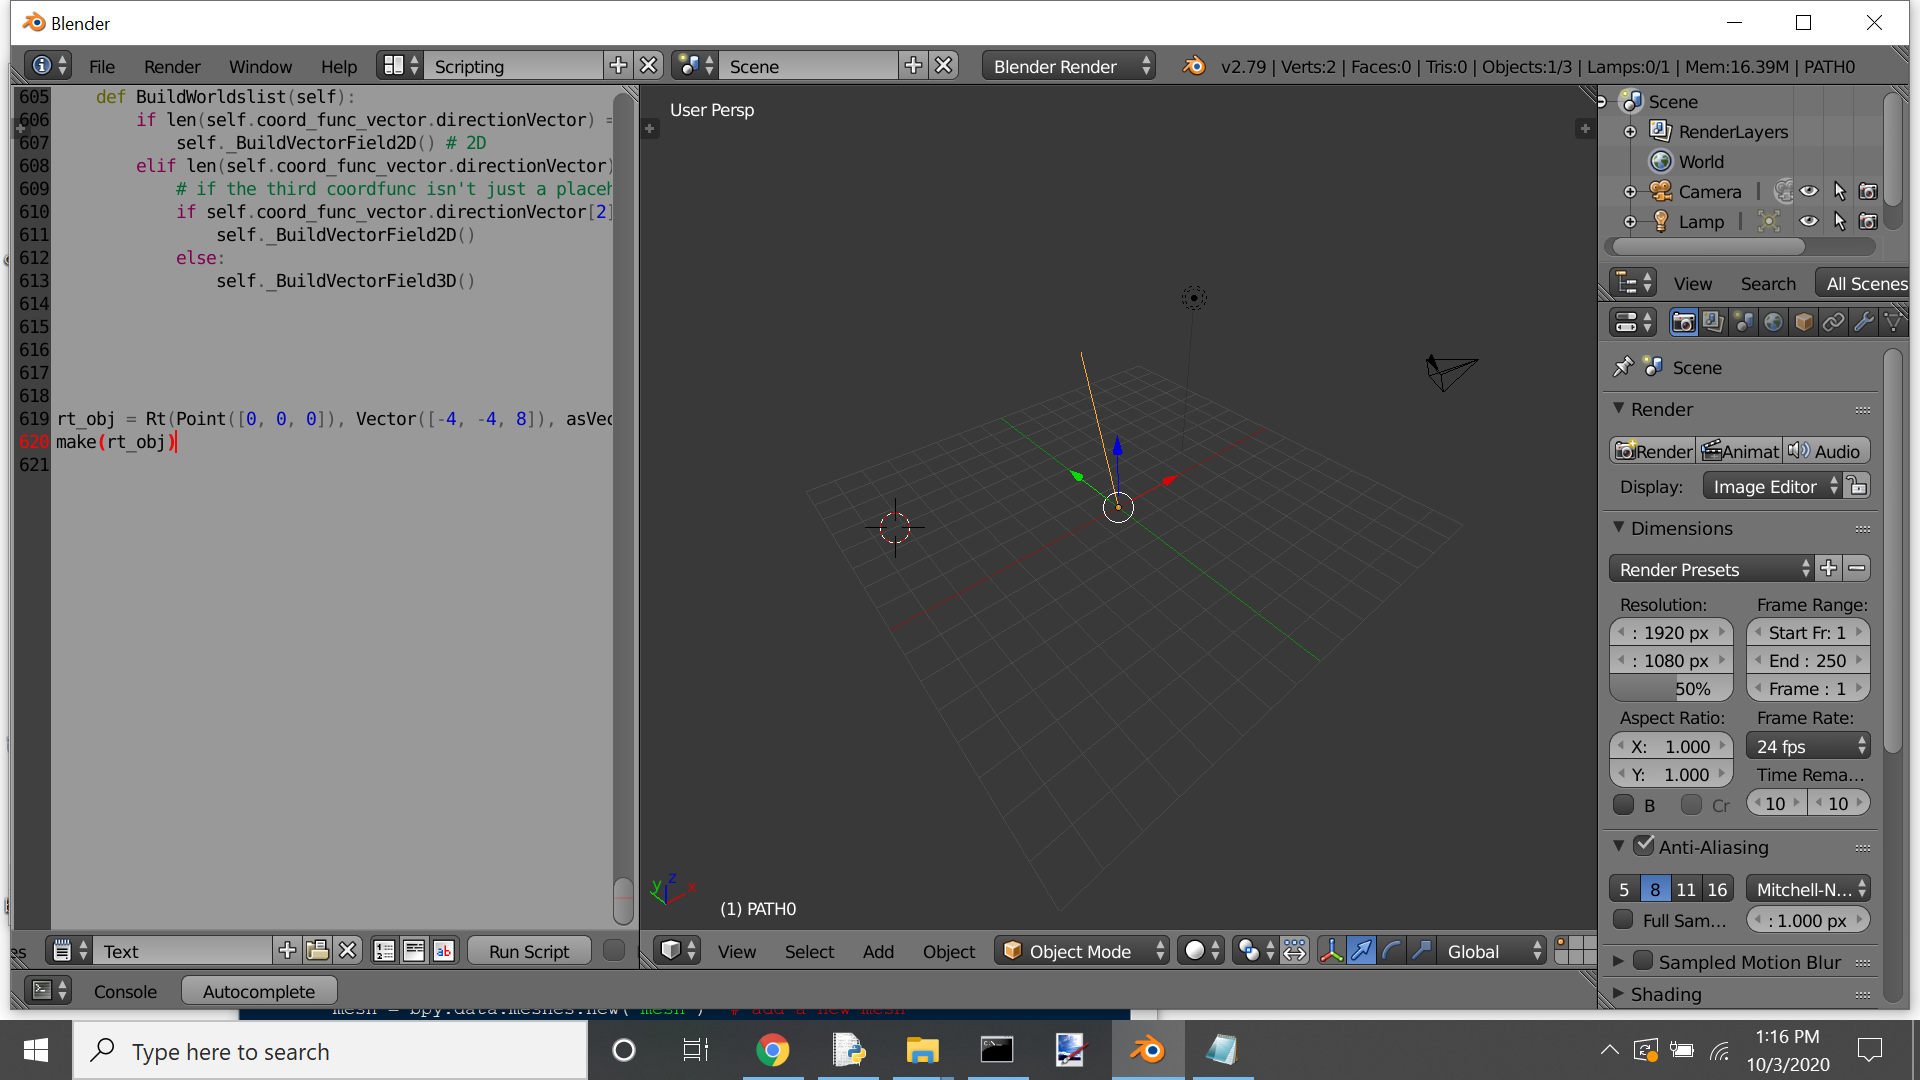 Blender
File Render Window Help Scripting Scene Blender Render v2.79 | Verts:2 | Faces:0 | Tris:0 | Objects:1/3 | Lamps:0/1 | Mem:16.39M | PATH0
605 def BuildWorldslist(self):
606 if len(self.coord_func_vector.directionVector) =
607 self._BuildVectorField2D() # 2D
608 elif len(self.coord_func_vector.directionVector)
609 # if the third coordfunc isn't just a placeh
610 if self.coord_func_vector.directionVector[2]
611 self._BuildVectorField2D()
612 else:
613 self._BuildVectorField3D()
614
615
616
617
618
619 rt_obj = Rt(Point([0, 0, 0]), Vector([-4, -4, 8]), asVec
620 make(rt_obj)
621
User Persp
y z x
(1) PATH0
Scene
RenderLayers
World
Camera
Lamp
View Search All Scenes
Scene
Render
Render Animat Audio
Display: Image Editor
Dimensions
Render Presets
Resolution: Frame Range:
: 1920 px Start Fr: 1
: 1080 px End : 250
50% Frame : 1
Aspect Ratio: Frame Rate:
X: 1.000 24 fps
Y: 1.000 Time Rema...
B Cr 10 10
Anti-Aliasing
5 8 11 16 Mitchell-N...
Full Sam... : 1.000 px
Sampled Motion Blur
Shading
es Text Run Script View Select Add Object Object Mode Global
Console Autocomplete
mesh = bpy.data.meshes.new("mesh") # add a new mesh
Type here to search
1:16 PM
10/3/2020